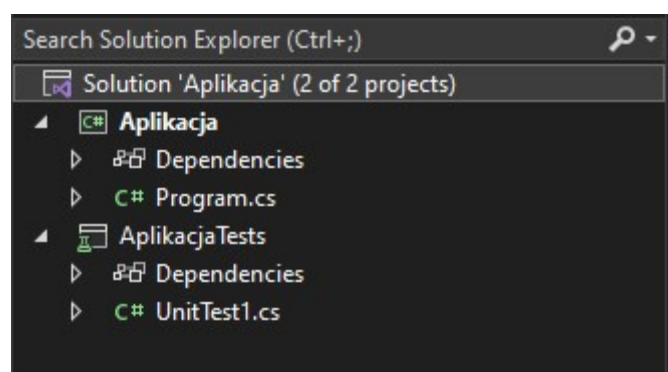 Search Solution Explorer (Ctrl+;)
Solution 'Aplikacja' (2 of 2 projects)
C# Aplikacja
Dependencies
C# Program.cs
AplikacjaTests
Dependencies
C# UnitTest1.cs